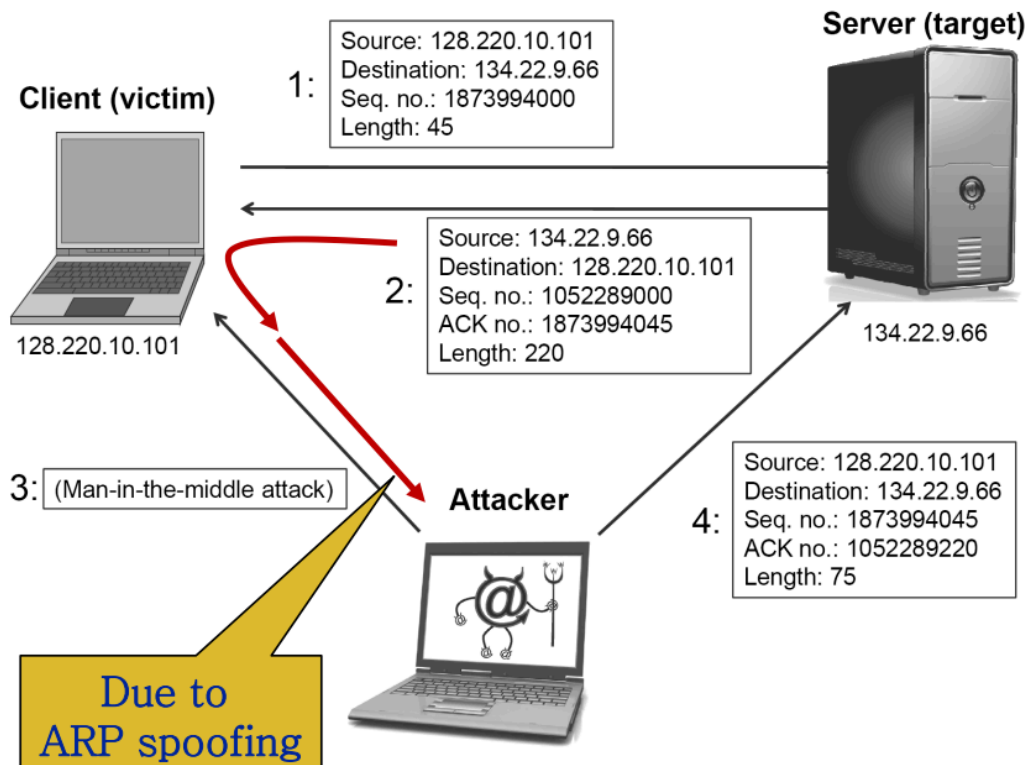 Server (target)
Client (victim)
1:
Source: 128.220.10.101
Destination: 134.22.9.66
Seq. no.: 1873994000
Length: 45
128.220.10.101
2:
Source: 134.22.9.66
Destination: 128.220.10.101
Seq. no.: 1052289000
ACK no.: 1873994045
Length: 220
134.22.9.66
3: (Man-in-the-middle attack)
Attacker
@
4:
Source: 128.220.10.101
Destination: 134.22.9.66
Seq. no.: 1873994045
ACK no.: 1052289220
Length: 75
Due to
ARP spoofing